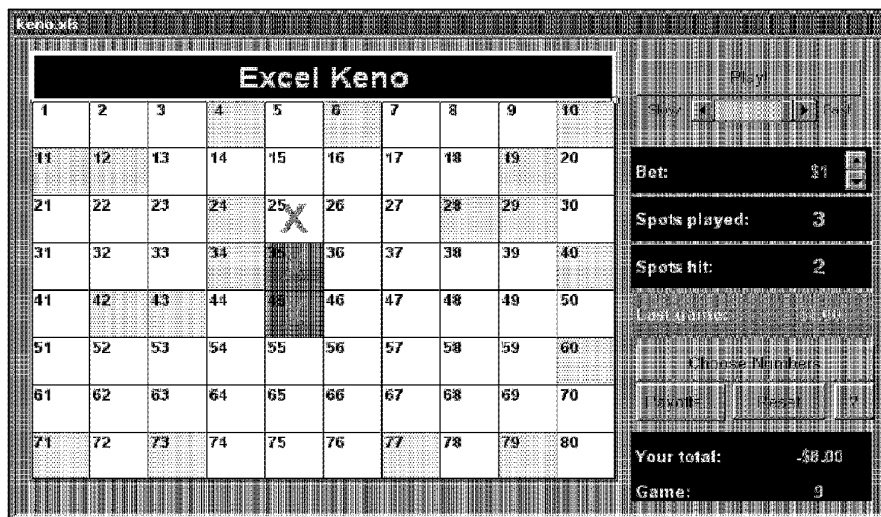 keno.xls
Excel Keno
1 2 3 4 5 6 7 8 9 10
11 12 13 14 15 16 17 18 19 20
21 22 23 24 25 X 26 27 28 29 30
31 32 33 34 35 36 37 38 39 40
41 42 43 44 45 46 47 48 49 50
51 52 53 54 55 56 57 58 59 60
61 62 63 64 65 66 67 68 69 70
71 72 73 74 75 76 77 78 79 80
Play!
Slow Fast
Bet: $1
Spots played: 3
Spots hit: 2
Last game:
Choose Numbers
Payoffs Reset ?
Your total: -$8.00
Game: 9